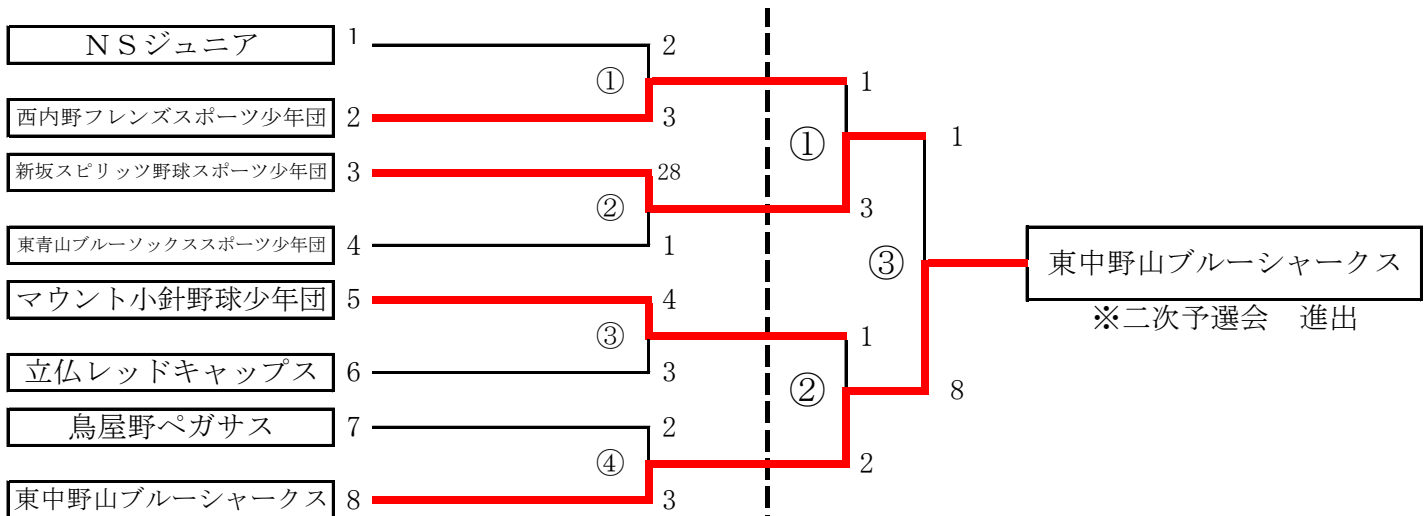 NSジュニア 1 2
① 1
西内野フレンズスポーツ少年団 2 3
① 1
新坂スピリッツ野球スポーツ少年団 3 28
② 3
東青山ブルーソックススポーツ少年団 4 1
③ 東中野山ブルーシャークス
マウント小針野球少年団 5 4
※二次予選会 進出
③ 1
立仏レッドキャップス 6 3
② 8
鳥屋野ペガサス 7 2
④ 2
東中野山ブルーシャークス 8 3